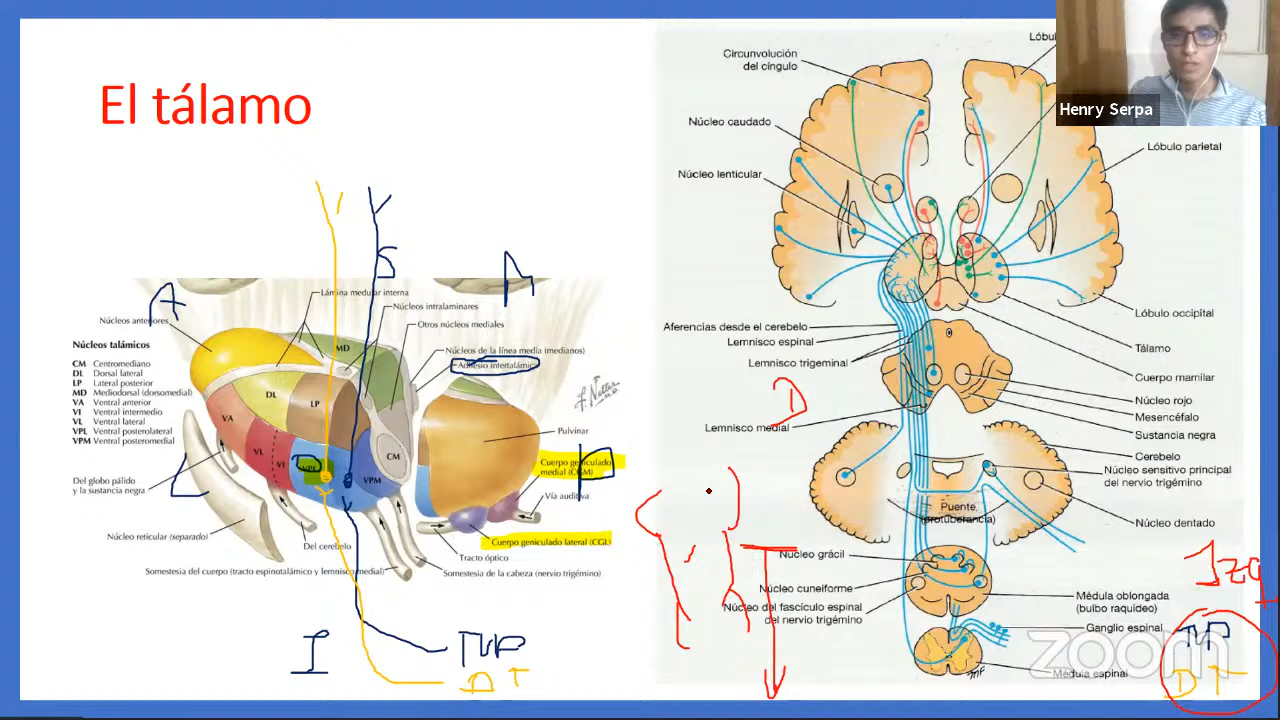 El tálamo
Henry Serpa
A
M
L
I
TVP
D T
Lámina medular interna
Núcleos intralaminares
Núcleos anteriores
Otros núcleos mediales
Núcleos talámicos
CM Centromediano
DL Dorsal lateral
LP Lateral posterior
MD Mediodorsal (dorsomedial)
VA Ventral anterior
VI Ventral intermedio
VL Ventral lateral
VPL Ventral posterolateral
VPM Ventral posteromedial
Núcleos de la línea media (medianos)
Adhesio intertalámica
MD
DL
LP
VA
VL
VI
VPL
VPM
CM
Pulvinar
Cuerpo geniculado
medial (CGM)
Vía auditiva
Del globo pálido
y la sustancia negra
Núcleo reticular (separado)
Del cerebelo
Tracto óptico
Cuerpo geniculado lateral (CGL)
Somestesia del cuerpo (tracto espinotalámico y lemnisco medial)
Somestesia de la cabeza (nervio trigémino)
Circunvolución
del cíngulo
Núcleo caudado
Núcleo lenticular
Lóbulo parietal
Aferencias desde el cerebelo
Lemnisco espinal
Lemnisco trigeminal
Lemnisco medial
Lóbulo occipital
Tálamo
Cuerpo mamilar
Núcleo rojo
Mesencéfalo
Sustancia negra
Cerebelo
Núcleo sensitivo principal
del nervio trigémino
Puente
(protuberancia)
Núcleo dentado
Núcleo grácil
Núcleo cuneiforme
Núcleo del fascículo espinal
del nervio trigémino
Médula oblongada
(bulbo raquídeo)
Ganglio espinal
Médula espinal
D
Izq
D T
zoom